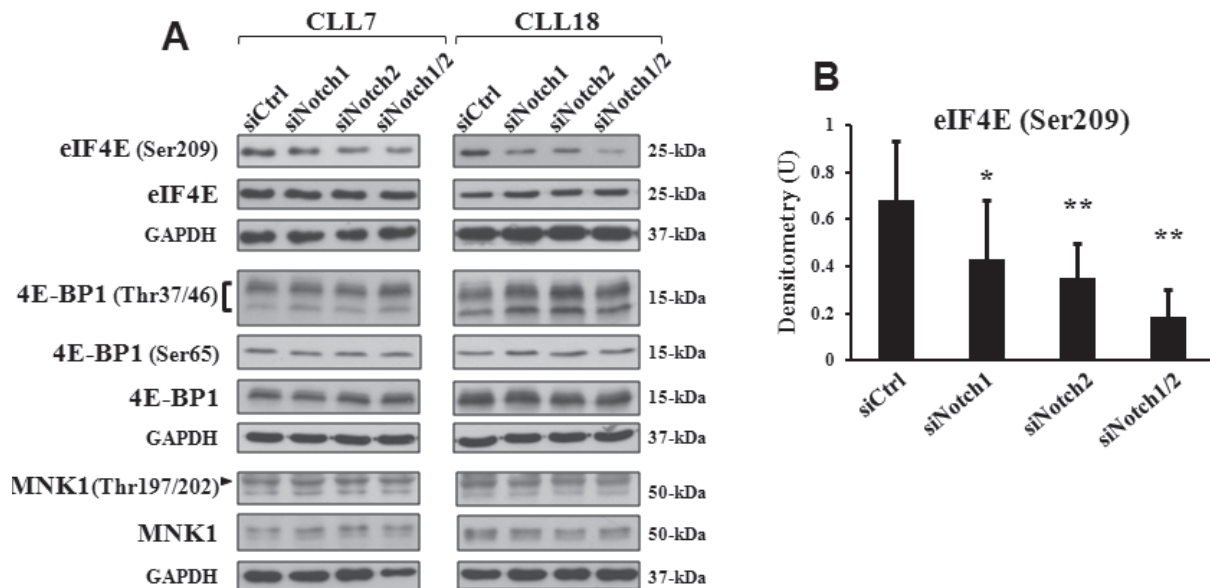 A
CLL7 CLL18
siCtrl siNotch1 siNotch2 siNotch1/2 siCtrl siNotch1 siNotch2 siNotch1/2
eIF4E (Ser209) 25-kDa
eIF4E 25-kDa
GAPDH 37-kDa
4E-BP1 (Thr37/46) 15-kDa
4E-BP1 (Ser65) 15-kDa
4E-BP1 15-kDa
GAPDH 37-kDa
MNK1(Thr197/202) 50-kDa
MNK1 50-kDa
GAPDH 37-kDa
B
eIF4E (Ser209)
Densitometry (U)
1
0.8
0.6
0.4
0.2
0
* ** **
siCtrl siNotch1 siNotch2 siNotch1/2